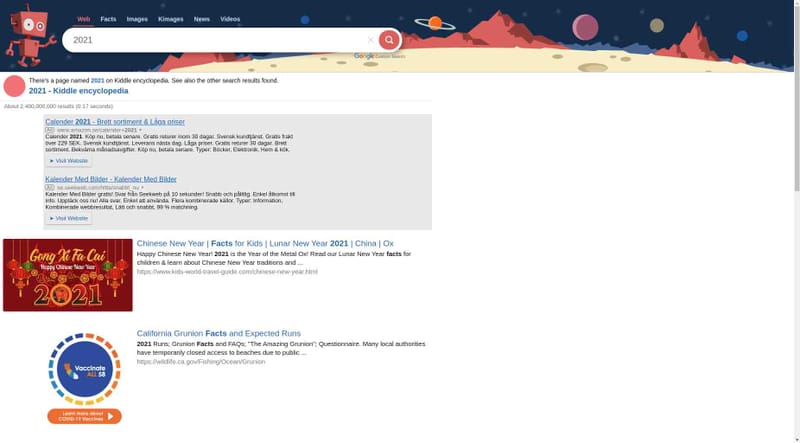 Web Facts Images Kimages News Videos
2021
Google Custom Search
There's a page named 2021 on Kiddle encyclopedia. See also the other search results found.
2021 - Kiddle encyclopedia
About 2,400,000,000 results (0.17 seconds)
Calender 2021 - Brett sortiment & Låga priser
Ad www.amazon.se/calender+2021
Calender 2021. Köp nu, betala senare. Gratis returer inom 30 dagar. Svensk kundtjänst. Gratis frakt
över 229 SEK. Svensk kundtjänst. Leverans nästa dag. Låga priser. Gratis returer 30 dagar. Brett
sortiment. Bekväma månadsavgifter. Köp nu, betala senare. Typer: Böcker, Elektronik, Hem & kök.
➤ Visit Website
Kalender Med Bilder - Kalender Med Bilder
Ad se.seekweb.com/hitta/snabbt_nu
Kalender Med Bilder gratis! Svar från Seekweb på 10 sekunder! Snabb och pålitlig. Enkel åtkomst till
info. Upptäck oss nu! Alla svar. Enkel att använda. Flera kombinerade källor. Typer: Information,
Kombinerade webbresultat, Lätt och snabbt, 99 % matchning.
➤ Visit Website
Gong Xi Fa Cai
Happy Chinese New Year
2021
Chinese New Year | Facts for Kids | Lunar New Year 2021 | China | Ox
Happy Chinese New Year! 2021 is the Year of the Metal Ox! Read our Lunar New Year facts for
children & learn about Chinese New Year traditions and ...
https://www.kids-world-travel-guide.com/chinese-new-year.html
Vaccinate
ALL 58
Learn more about
COVID-19 Vaccines
California Grunion Facts and Expected Runs
2021 Runs; Grunion Facts and FAQs; "The Amazing Grunion"; Questionnaire. Many local authorities
have temporarily closed access to beaches due to public ...
https://wildlife.ca.gov/Fishing/Ocean/Grunion